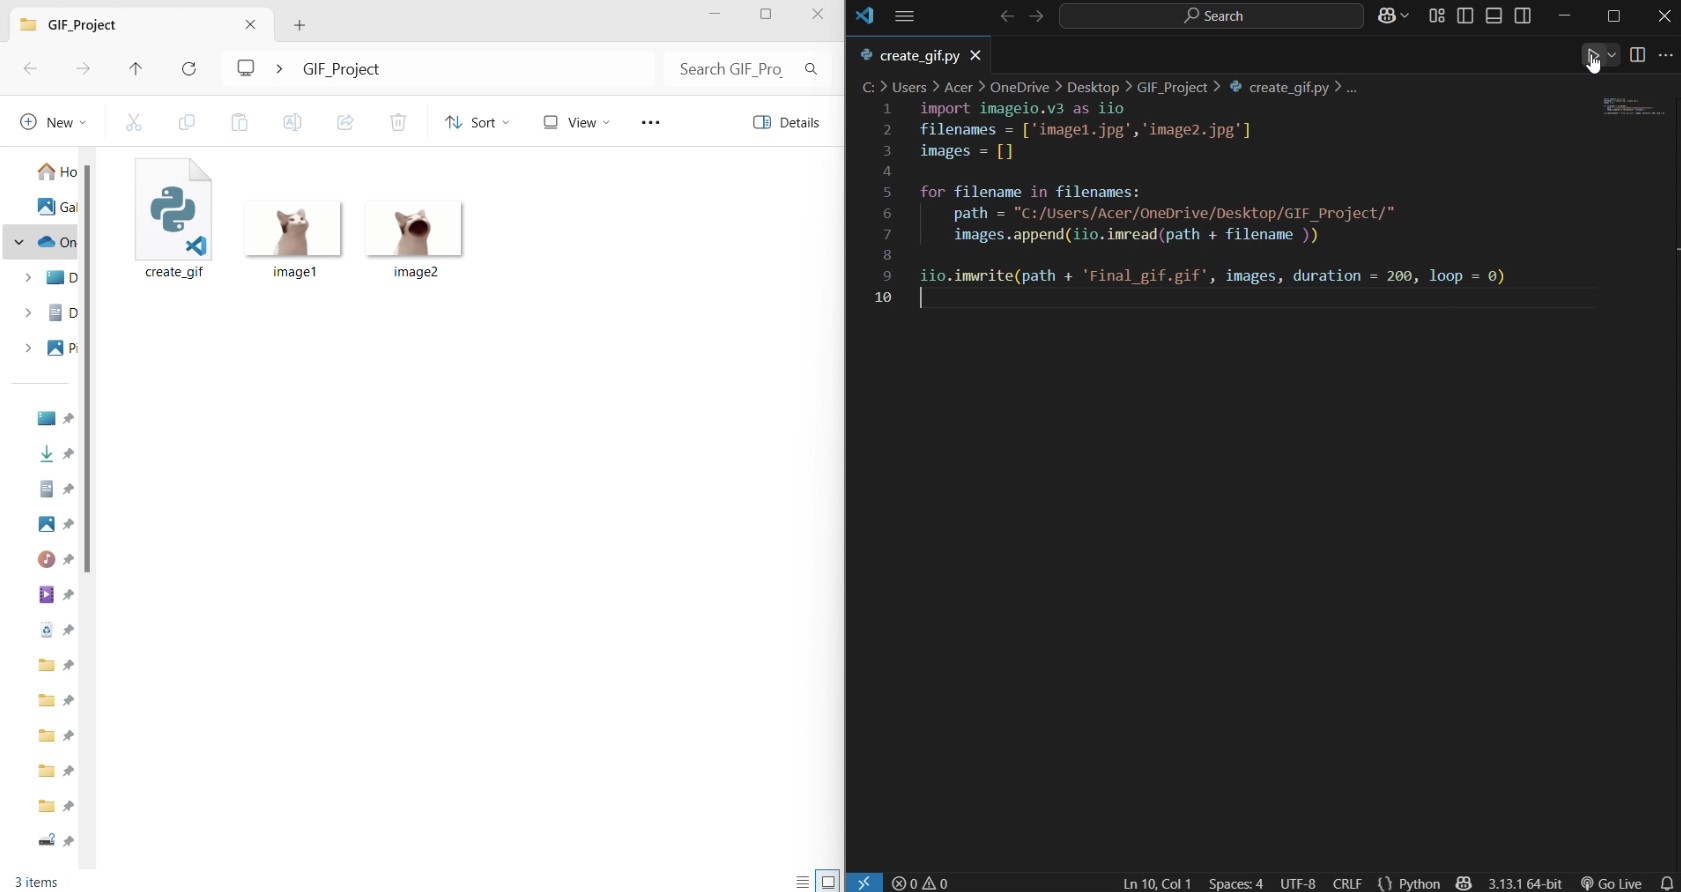 GIF_Project
GIF_Project
Search GIF_Pro
New
Sort
View
Details
Ho
Gal
On
D
D
Pi
create_gif
image1
image2
3 items
Search
create_gif.py
C: > Users > Acer > OneDrive > Desktop > GIF_Project > create_gif.py > ...
1 import imageio.v3 as iio
2 filenames = ['image1.jpg','image2.jpg']
3 images = []
4
5 for filename in filenames:
6 path = "C:/Users/Acer/OneDrive/Desktop/GIF_Project/"
7 images.append(iio.imread(path + filename ))
8
9 iio.imwrite(path + 'Final_gif.gif', images, duration = 200, loop = 0)
10
0 0 Ln 10, Col 1 Spaces: 4 UTF-8 CRLF {} Python 3.13.1 64-bit Go Live